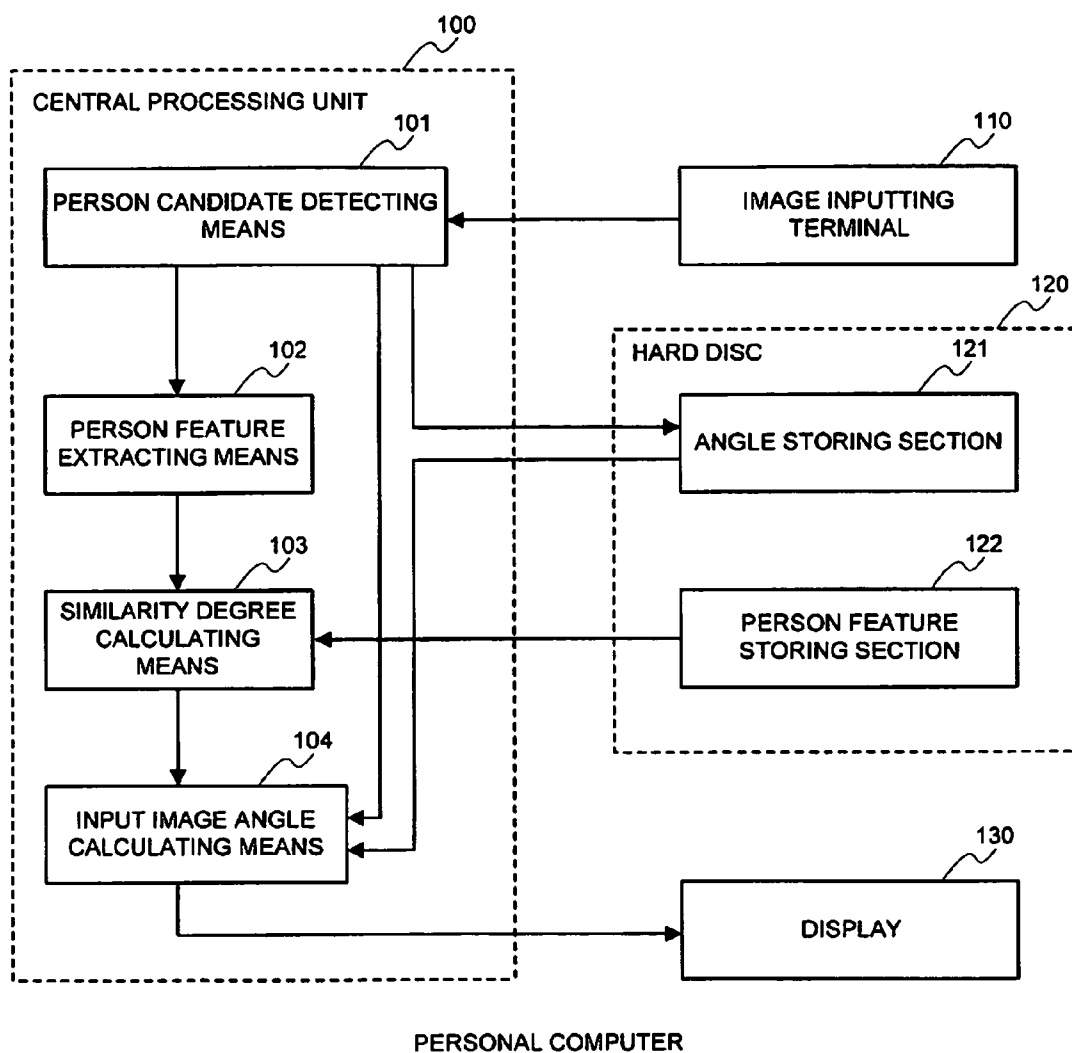 100
CENTRAL PROCESSING UNIT
101
PERSON CANDIDATE DETECTING
MEANS
110
IMAGE INPUTTING
TERMINAL
120
HARD DISC
121
ANGLE STORING SECTION
102
PERSON FEATURE
EXTRACTING MEANS
122
PERSON FEATURE
STORING SECTION
103
SIMILARITY DEGREE
CALCULATING
MEANS
104
INPUT IMAGE ANGLE
CALCULATING MEANS
130
DISPLAY
PERSONAL COMPUTER